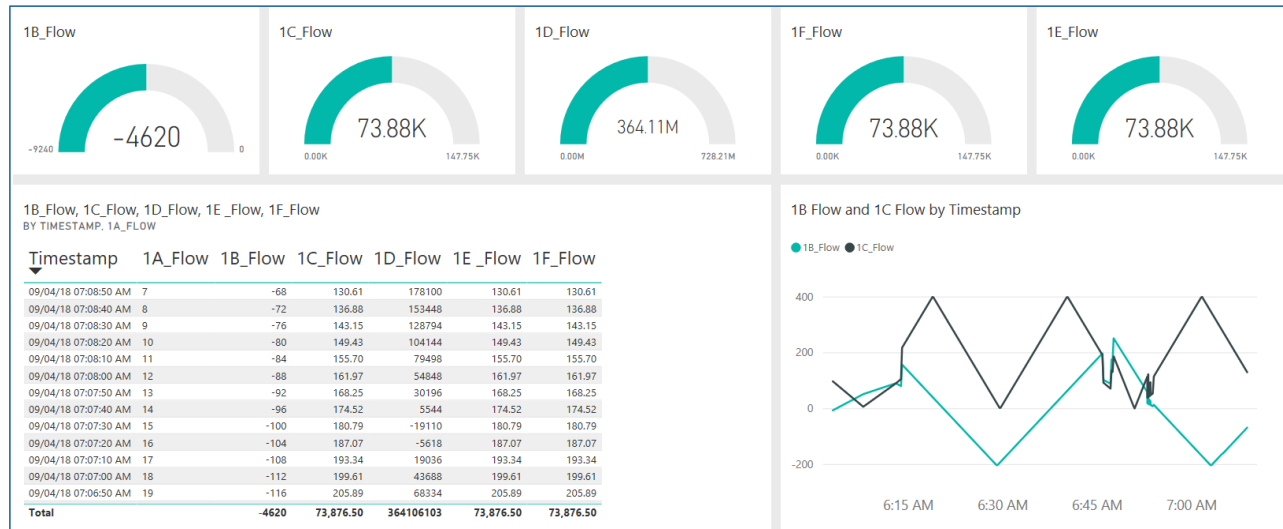 1B_Flow
-4620
-9240
0
1C_Flow
73.88K
0.00K
147.75K
1D_Flow
364.11M
0.00M
728.21M
1F_Flow
73.88K
0.00K
147.75K
1E_Flow
73.88K
0.00K
147.75K
1B_Flow, 1C_Flow, 1D_Flow, 1E _Flow, 1F_Flow
BY TIMESTAMP, 1A_FLOW
Timestamp 1A_Flow 1B_Flow 1C_Flow 1D_Flow 1E _Flow 1F_Flow
09/04/18 07:08:50 AM 7 -68 130.61 178100 130.61 130.61
09/04/18 07:08:40 AM 8 -72 136.88 153448 136.88 136.88
09/04/18 07:08:30 AM 9 -76 143.15 128794 143.15 143.15
09/04/18 07:08:20 AM 10 -80 149.43 104144 149.43 149.43
09/04/18 07:08:10 AM 11 -84 155.70 79498 155.70 155.70
09/04/18 07:08:00 AM 12 -88 161.97 54848 161.97 161.97
09/04/18 07:07:50 AM 13 -92 168.25 30196 168.25 168.25
09/04/18 07:07:40 AM 14 -96 174.52 5544 174.52 174.52
09/04/18 07:07:30 AM 15 -100 180.79 -19110 180.79 180.79
09/04/18 07:07:20 AM 16 -104 187.07 -5618 187.07 187.07
09/04/18 07:07:10 AM 17 -108 193.34 19036 193.34 193.34
09/04/18 07:07:00 AM 18 -112 199.61 43688 199.61 199.61
09/04/18 07:06:50 AM 19 -116 205.89 68334 205.89 205.89
Total -4620 73,876.50 364106103 73,876.50 73,876.50
1B Flow and 1C Flow by Timestamp
1B_Flow 1C_Flow
400
200
0
-200
6:15 AM 6:30 AM 6:45 AM 7:00 AM